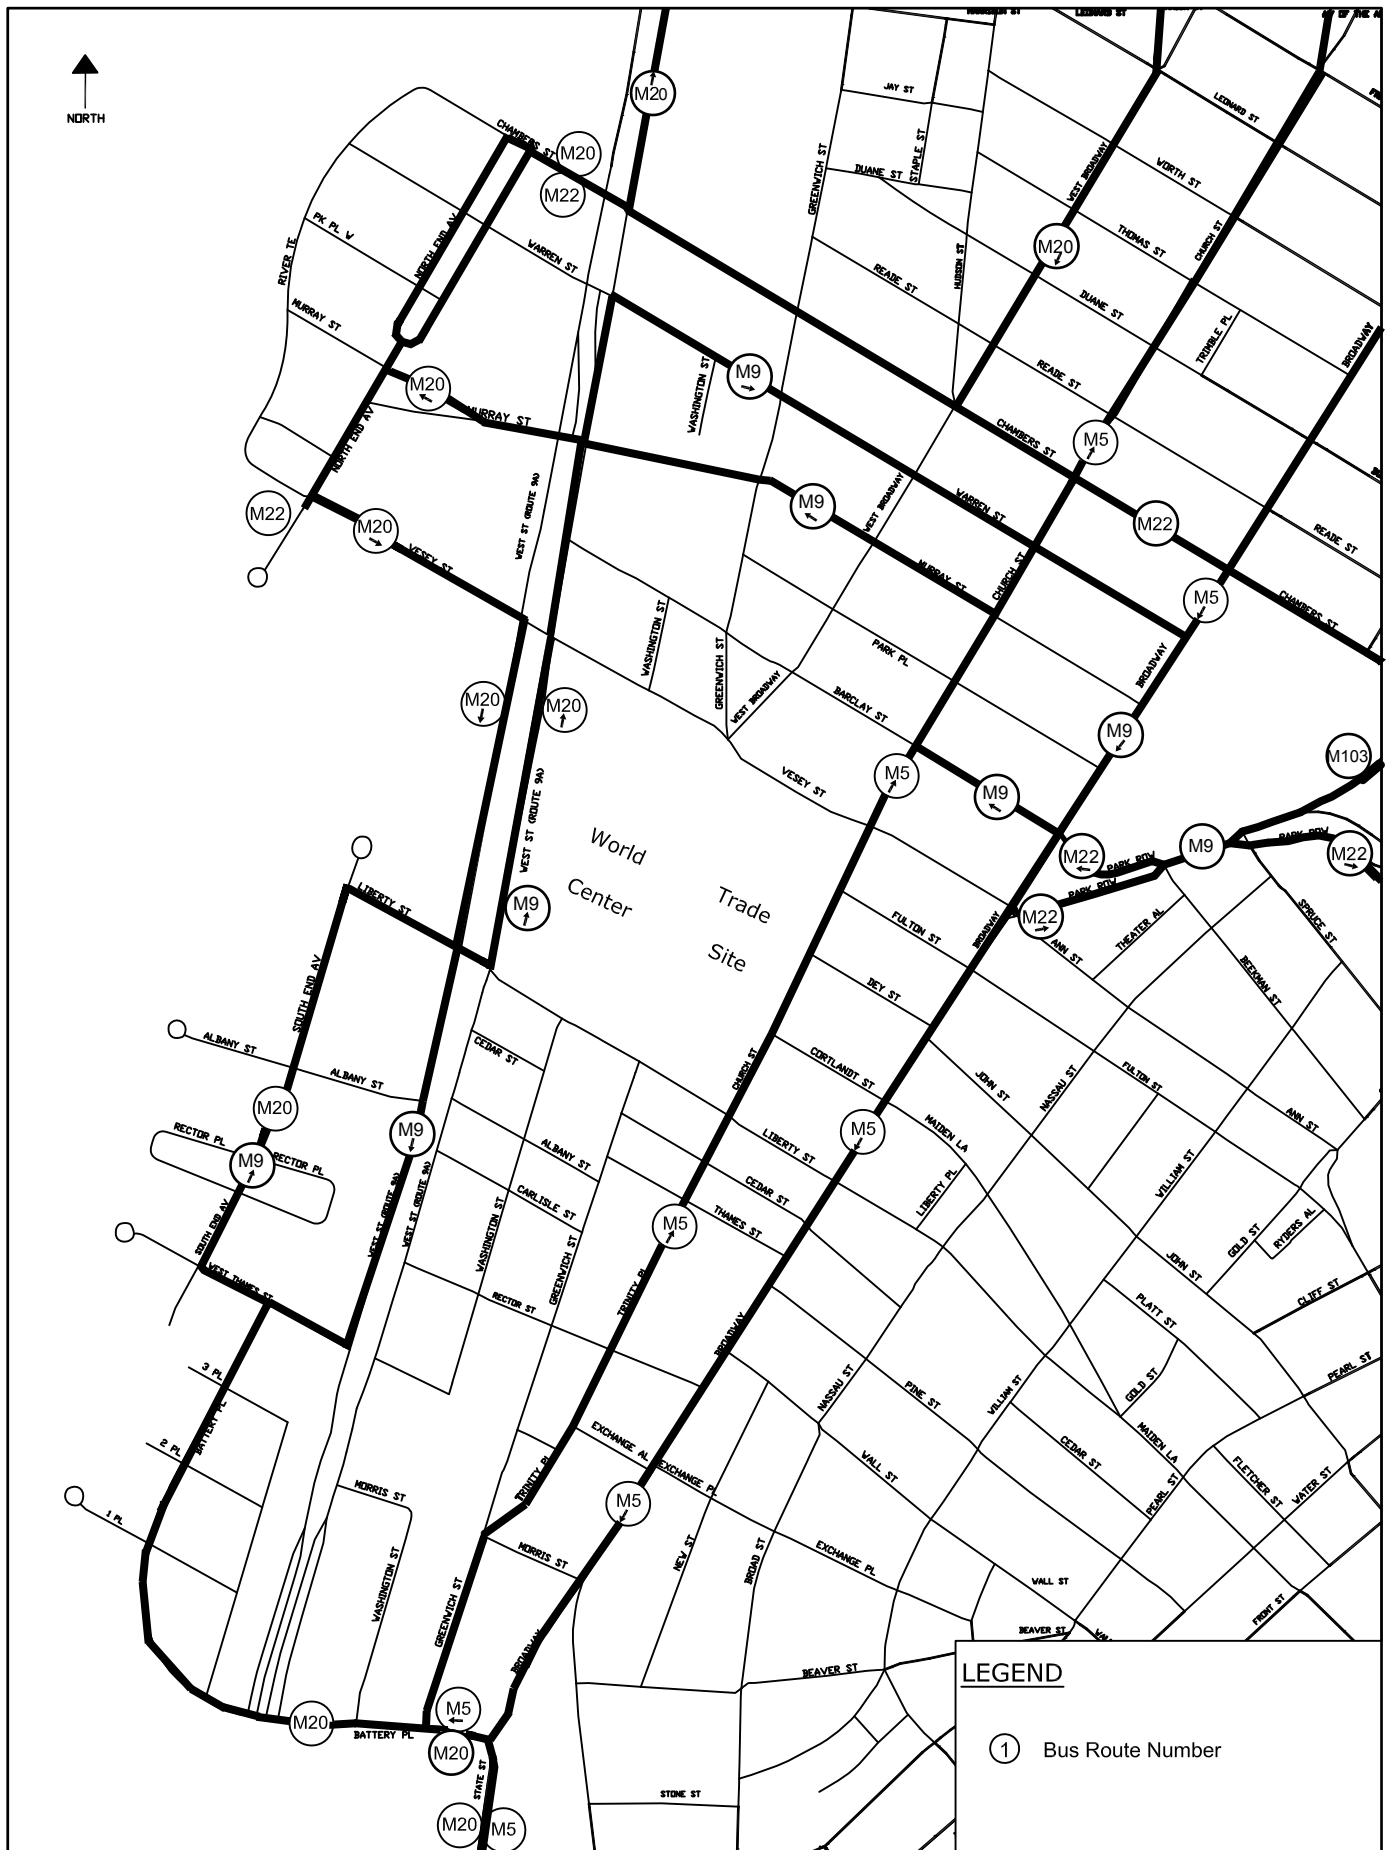 LEONARD ST
NORTH
M20
JAY ST
LEONARD ST
CHAMBERS ST
M20
M22
GREENWICH ST
STAPLE ST
DUANE ST
WEST BROADWAY
WORTH ST
PK PL W
NORTH END AV
WARREN ST
RIVER TE
HUDSON ST
M20
THOMAS ST
CHURCH ST
READE ST
DUANE ST
MURRAY ST
TRIMBLE PL
BROADWAY
M20
WASHINGTON ST
M9
READE ST
MURRAY ST
NORTH END AV
CHAMBERS ST
M5
M22
M20
VESEY ST
WEST ST (ROUTE 9A)
M9
WEST BROADWAY
WARREN ST
M22
READE ST
MURRAY ST
CHURCH ST
CHAMBERS ST
M5
WASHINGTON ST
GREENWICH ST
PARK PL
BROADWAY
M20
M20
WEST BROADWAY
BARCLAY ST
M9
M103
M5
VESEY ST
M9
WEST ST (ROUTE 9A)
World
Trade
Center
Site
M22
PARK ROW
M9
PARK ROW
M22
PARK ROW
M22
LIBERTY ST
M9
FULTON ST
BROADWAY
ANN ST
THEATER AL
SPRUCE ST
BEEKMAN ST
SOUTH END AV
DEY ST
ALBANY ST
ALBANY ST
CEDAR ST
CHURCH ST
CORTLANDT ST
JOHN ST
NASSAU ST
FULTON ST
ANN ST
M20
M9
RECTOR PL
RECTOR PL
M9
ALBANY ST
LIBERTY ST
M5
MAIDEN LA
WILLIAM ST
CARLISLE ST
CEDAR ST
LIBERTY PL
SOUTH END AV
WEST ST (ROUTE 9A)
WEST ST (ROUTE 9A)
WASHINGTON ST
GREENWICH ST
M5
THAMES ST
GOLD ST
RYDERS AL
WEST THAMES ST
RECTOR ST
TRINITY PL
JOHN ST
CLIFF ST
PLATT ST
BROADWAY
3 PL
BATTERY PL
NASSAU ST
PINE ST
WILLIAM ST
GOLD ST
PEARL ST
2 PL
EXCHANGE AL
EXCHANGE PL
WALL ST
CEDAR ST
MAIDEN LA
FLETCHER ST
WATER ST
PEARL ST
1 PL
MORRIS ST
TRINITY PL
M5
WASHINGTON ST
MORRIS ST
NEW ST
BROAD ST
EXCHANGE PL
WALL ST
FRONT ST
GREENWICH ST
BROADWAY
BEAVER ST
BEAVER ST
LEGEND
M20
BATTERY PL
M5
M20
1 Bus Route Number
STATE ST
STONE ST
M20
M5